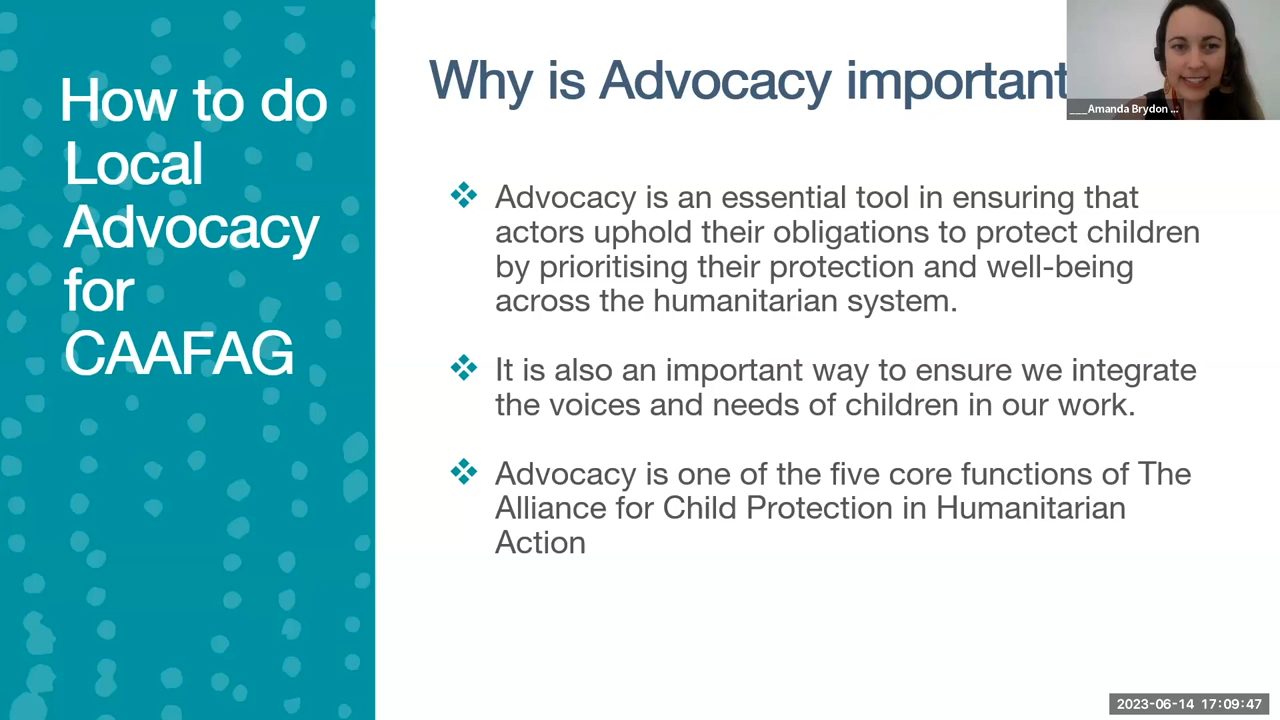 How to do
Local
Advocacy
for
CAAFAG
Why is Advocacy important
Advocacy is an essential tool in ensuring that
actors uphold their obligations to protect children
by prioritising their protection and well-being
across the humanitarian system.
It is also an important way to ensure we integrate
the voices and needs of children in our work.
Advocacy is one of the five core functions of The
Alliance for Child Protection in Humanitarian
Action
___Amanda Brydon ...
2023-06-14 17:09:47